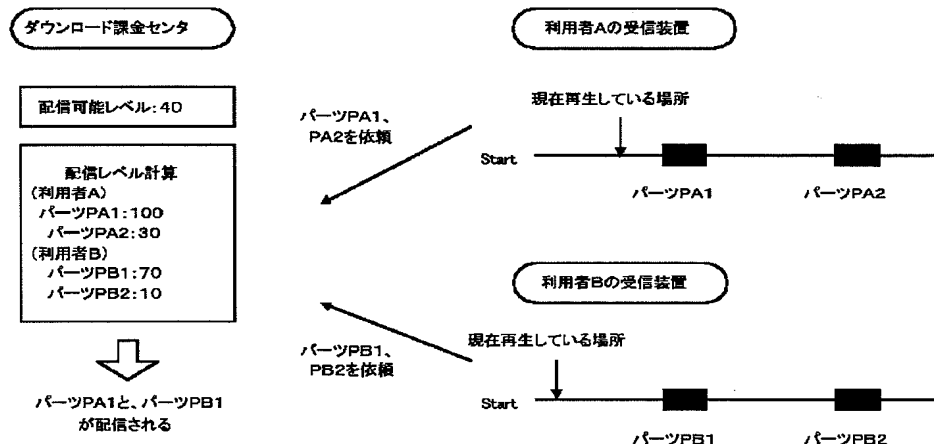 ダウンロード課金センタ
配信可能レベル:40
配信レベル計算
(利用者A)
パーツPA1:100
パーツPA2:30
(利用者B)
パーツPB1:70
パーツPB2:10
パーツPA1と、パーツPB1
が配信される
パーツPA1、
PA2を依頼
パーツPB1、
PB2を依頼
利用者Aの受信装置
現在再生している場所
Start
パーツPA1
パーツPA2
利用者Bの受信装置
現在再生している場所
Start
パーツPB1
パーツPB2